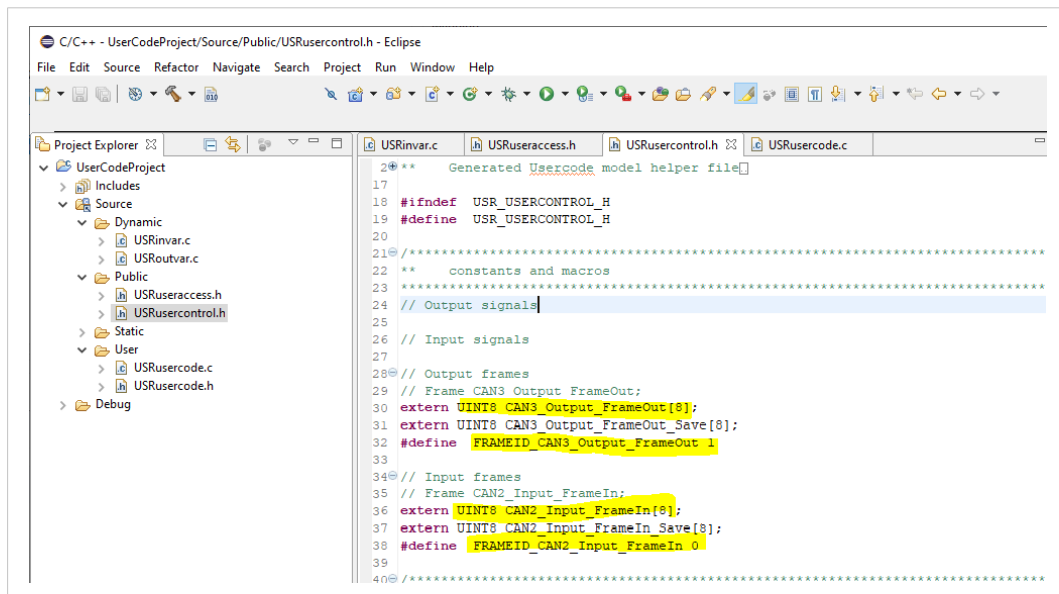 C/C++ - UserCodeProject/Source/Public/USRusercontrol.h - Eclipse
File Edit Source Refactor Navigate Search Project Run Window Help
Project Explorer
USRinvar.c USRuseraccess.h USRusercontrol.h USRusercode.c
UserCodeProject
Includes
Source
Dynamic
USRinvar.c
USRoutvar.c
Public
USRuseraccess.h
USRusercontrol.h
Static
User
USRusercode.c
USRusercode.h
Debug
2 ** Generated Usercode model helper file
17
18 #ifndef USR_USERCONTROL_H
19 #define USR_USERCONTROL_H
20
21 /********************************************************************************
22 ** constants and macros
23 ********************************************************************************
24 // Output signals
25
26 // Input signals
27
28 // Output frames
29 // Frame CAN3_Output_FrameOut;
30 extern UINT8 CAN3_Output_FrameOut[8];
31 extern UINT8 CAN3_Output_FrameOut_Save[8];
32 #define FRAMEID_CAN3_Output_FrameOut 1
33
34 // Input frames
35 // Frame CAN2_Input_FrameIn;
36 extern UINT8 CAN2_Input_FrameIn[8];
37 extern UINT8 CAN2_Input_FrameIn_Save[8];
38 #define FRAMEID_CAN2_Input_FrameIn 0
39
40 /********************************************************************************